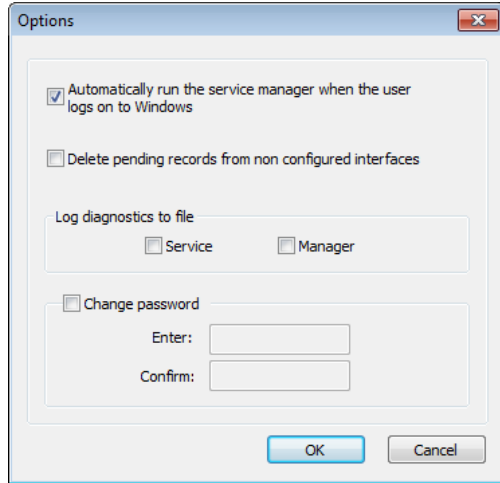 Options
Automatically run the service manager when the user
logs on to Windows
Delete pending records from non configured interfaces
Log diagnostics to file
Service Manager
Change password
Enter:
Confirm:
OK Cancel